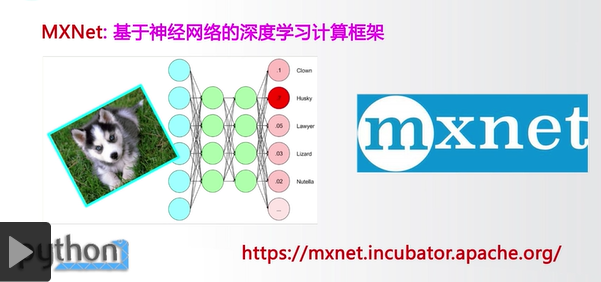 MXNet: 基于神经网络的深度学习计算框架
.1 Clown
Husky
.05 Lawyer
.03 Lizard
.02 Nutella
...
mxnet
python
https://mxnet.incubator.apache.org/